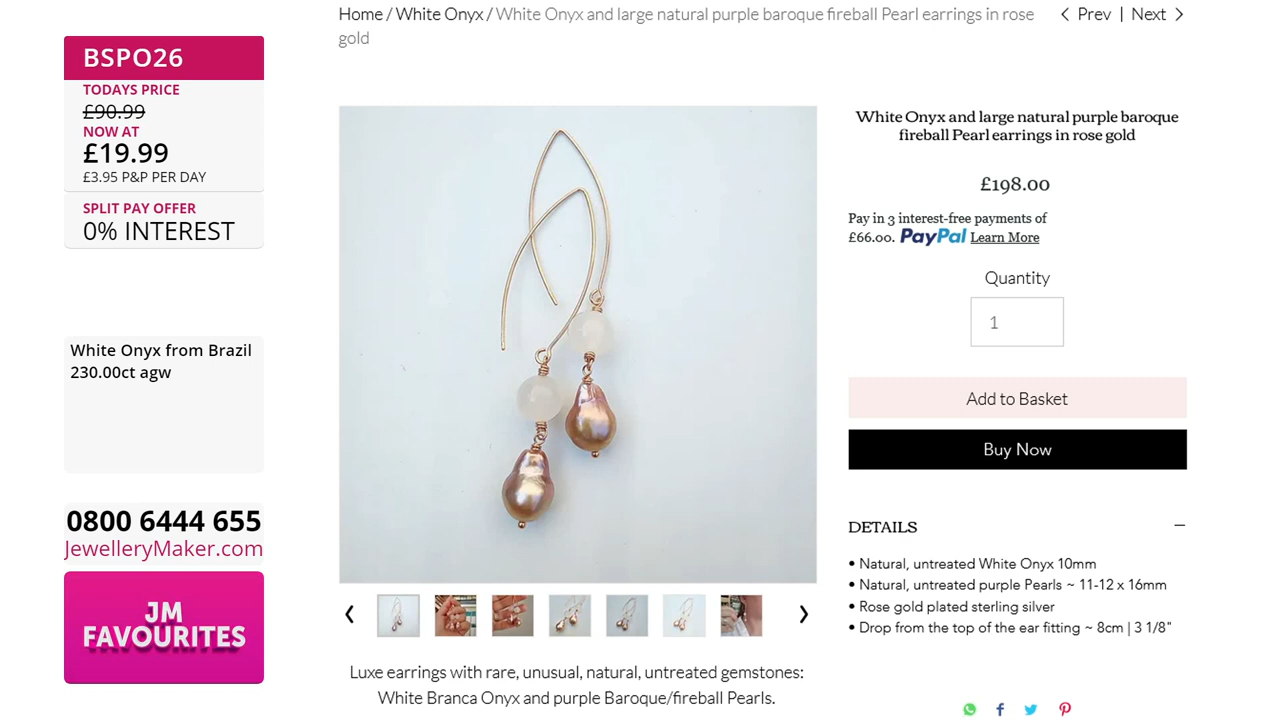 BSPO26
TODAYS PRICE
£90.99
NOW AT
£19.99
£3.95 P&P PER DAY
SPLIT PAY OFFER
0% INTEREST
White Onyx from Brazil
230.00ct agw
0800 6444 655
JewelleryMaker.com
JM
FAVOURITES
Home / White Onyx / White Onyx and large natural purple baroque fireball Pearl earrings in rose
gold
Prev | Next
White Onyx and large natural purple baroque
fireball Pearl earrings in rose gold
£198.00
Pay in 3 interest-free payments of
£66.00. PayPal Learn More
Quantity
1
Add to Basket
Buy Now
DETAILS
• Natural, untreated White Onyx 10mm
• Natural, untreated purple Pearls ~ 11-12 x 16mm
• Rose gold plated sterling silver
• Drop from the top of the ear fitting ~ 8cm | 3 1/8"
Luxe earrings with rare, unusual, natural, untreated gemstones:
White Branca Onyx and purple Baroque/fireball Pearls.